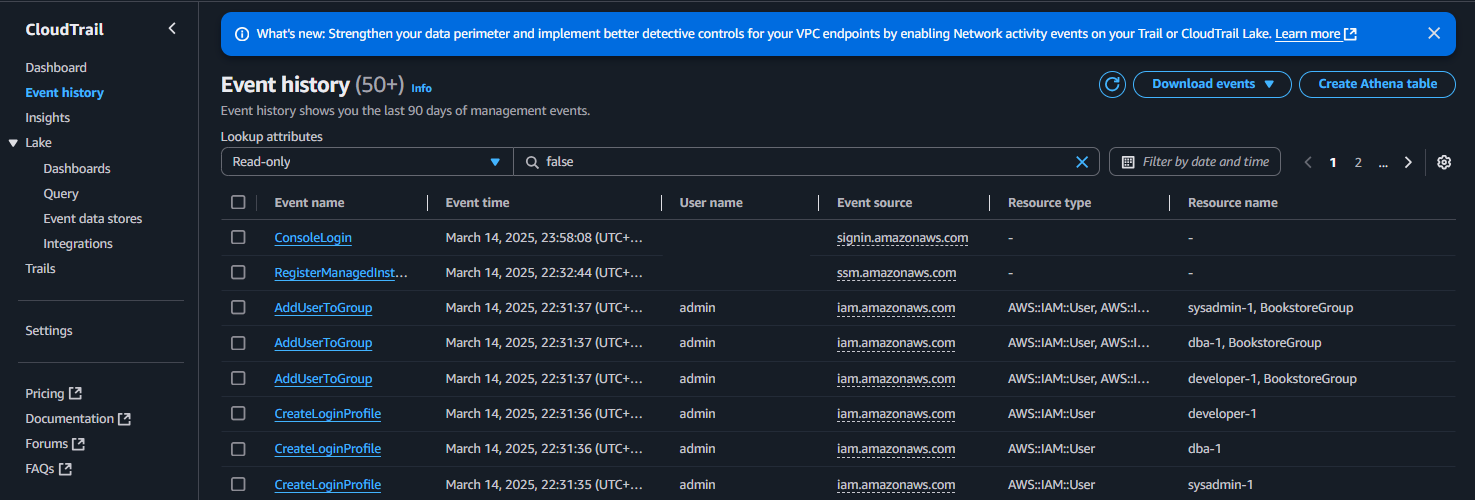 CloudTrail
Dashboard
Event history
Insights
Lake
Dashboards
Query
Event data stores
Integrations
Trails
Settings
Pricing
Documentation
Forums
FAQs
What's new: Strengthen your data perimeter and implement better detective controls for your VPC endpoints by enabling Network activity events on your Trail or CloudTrail Lake. Learn more
Event history (50+) Info
Download events
Create Athena table
Event history shows you the last 90 days of management events.
Lookup attributes
Read-only false Filter by date and time 1 2 ...
Event name Event time User name Event source Resource type Resource name
ConsoleLogin March 14, 2025, 23:58:08 (UTC+... signin.amazonaws.com - -
RegisterManagedInst... March 14, 2025, 22:32:44 (UTC+... ssm.amazonaws.com - -
AddUserToGroup March 14, 2025, 22:31:37 (UTC+... admin iam.amazonaws.com AWS::IAM::User, AWS::I... sysadmin-1, BookstoreGroup
AddUserToGroup March 14, 2025, 22:31:37 (UTC+... admin iam.amazonaws.com AWS::IAM::User, AWS::I... dba-1, BookstoreGroup
AddUserToGroup March 14, 2025, 22:31:37 (UTC+... admin iam.amazonaws.com AWS::IAM::User, AWS::I... developer-1, BookstoreGroup
CreateLoginProfile March 14, 2025, 22:31:36 (UTC+... admin iam.amazonaws.com AWS::IAM::User developer-1
CreateLoginProfile March 14, 2025, 22:31:36 (UTC+... admin iam.amazonaws.com AWS::IAM::User dba-1
CreateLoginProfile March 14, 2025, 22:31:35 (UTC+... admin iam.amazonaws.com AWS::IAM::User sysadmin-1